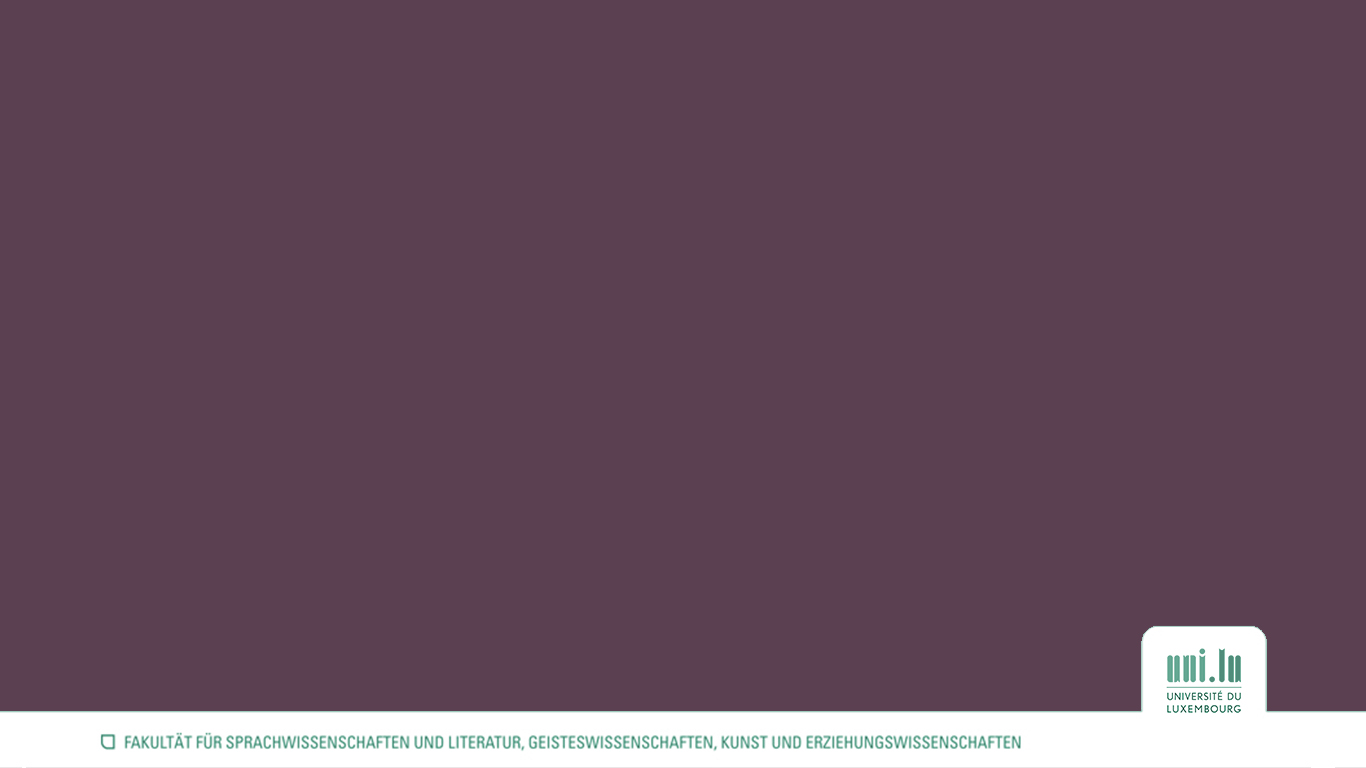 uni.lu
UNIVERSITÉ DU
LUXEMBOURG
FAKULTÄT FÜR SPRACHWISSENSCHAFTEN UND LITERATUR, GEISTESWISSENSCHAFTEN, KUNST UND ERZIEHUNGSWISSENSCHAFTEN